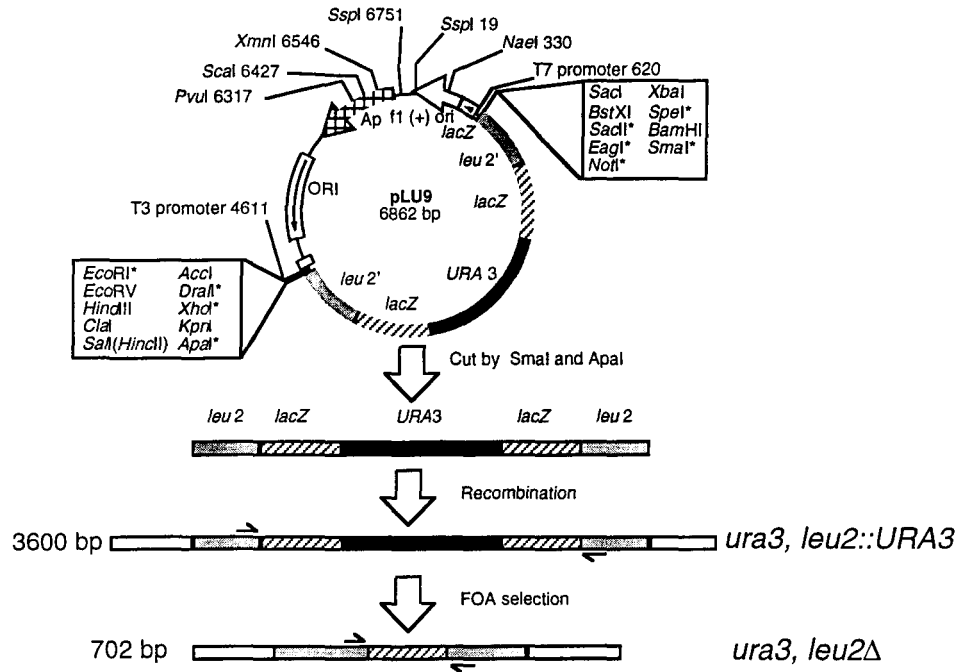 SspI 6751
SspI 19
XmnI 6546
NaeI 330
ScaI 6427
T7 promoter 620
PvuI 6317
SacI XbaI
BstXI SpeI*
SacII* BamHI
EagI* SmaI*
NotI*
Ap f1 (+) ori
lacZ
leu 2'
ORI
pLU9
6862 bp
lacZ
T3 promoter 4611
URA 3
EcoRI* AccI
EcoRV DraII*
HindIII XhoI*
ClaI KpnI
SalI(HincII) ApaI*
leu 2'
lacZ
Cut by SmaI and ApaI
leu 2 lacZ URA3 lacZ leu 2
Recombination
3600 bp
ura3, leu2::URA3
FOA selection
702 bp
ura3, leu2Δ